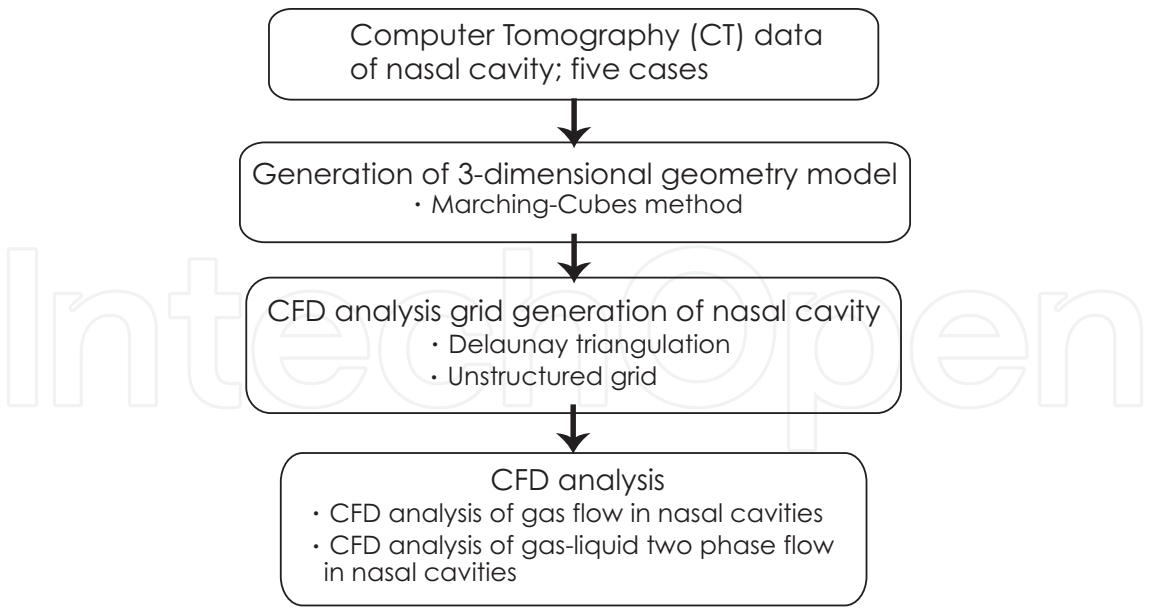 Computer Tomography (CT) data
of nasal cavity; five cases
Generation of 3-dimensional geometry model
・Marching-Cubes method
IntechOpen
CFD analysis grid generation of nasal cavity
・Delaunay triangulation
・Unstructured grid
CFD analysis
・CFD analysis of gas flow in nasal cavities
・CFD analysis of gas-liquid two phase flow
in nasal cavities